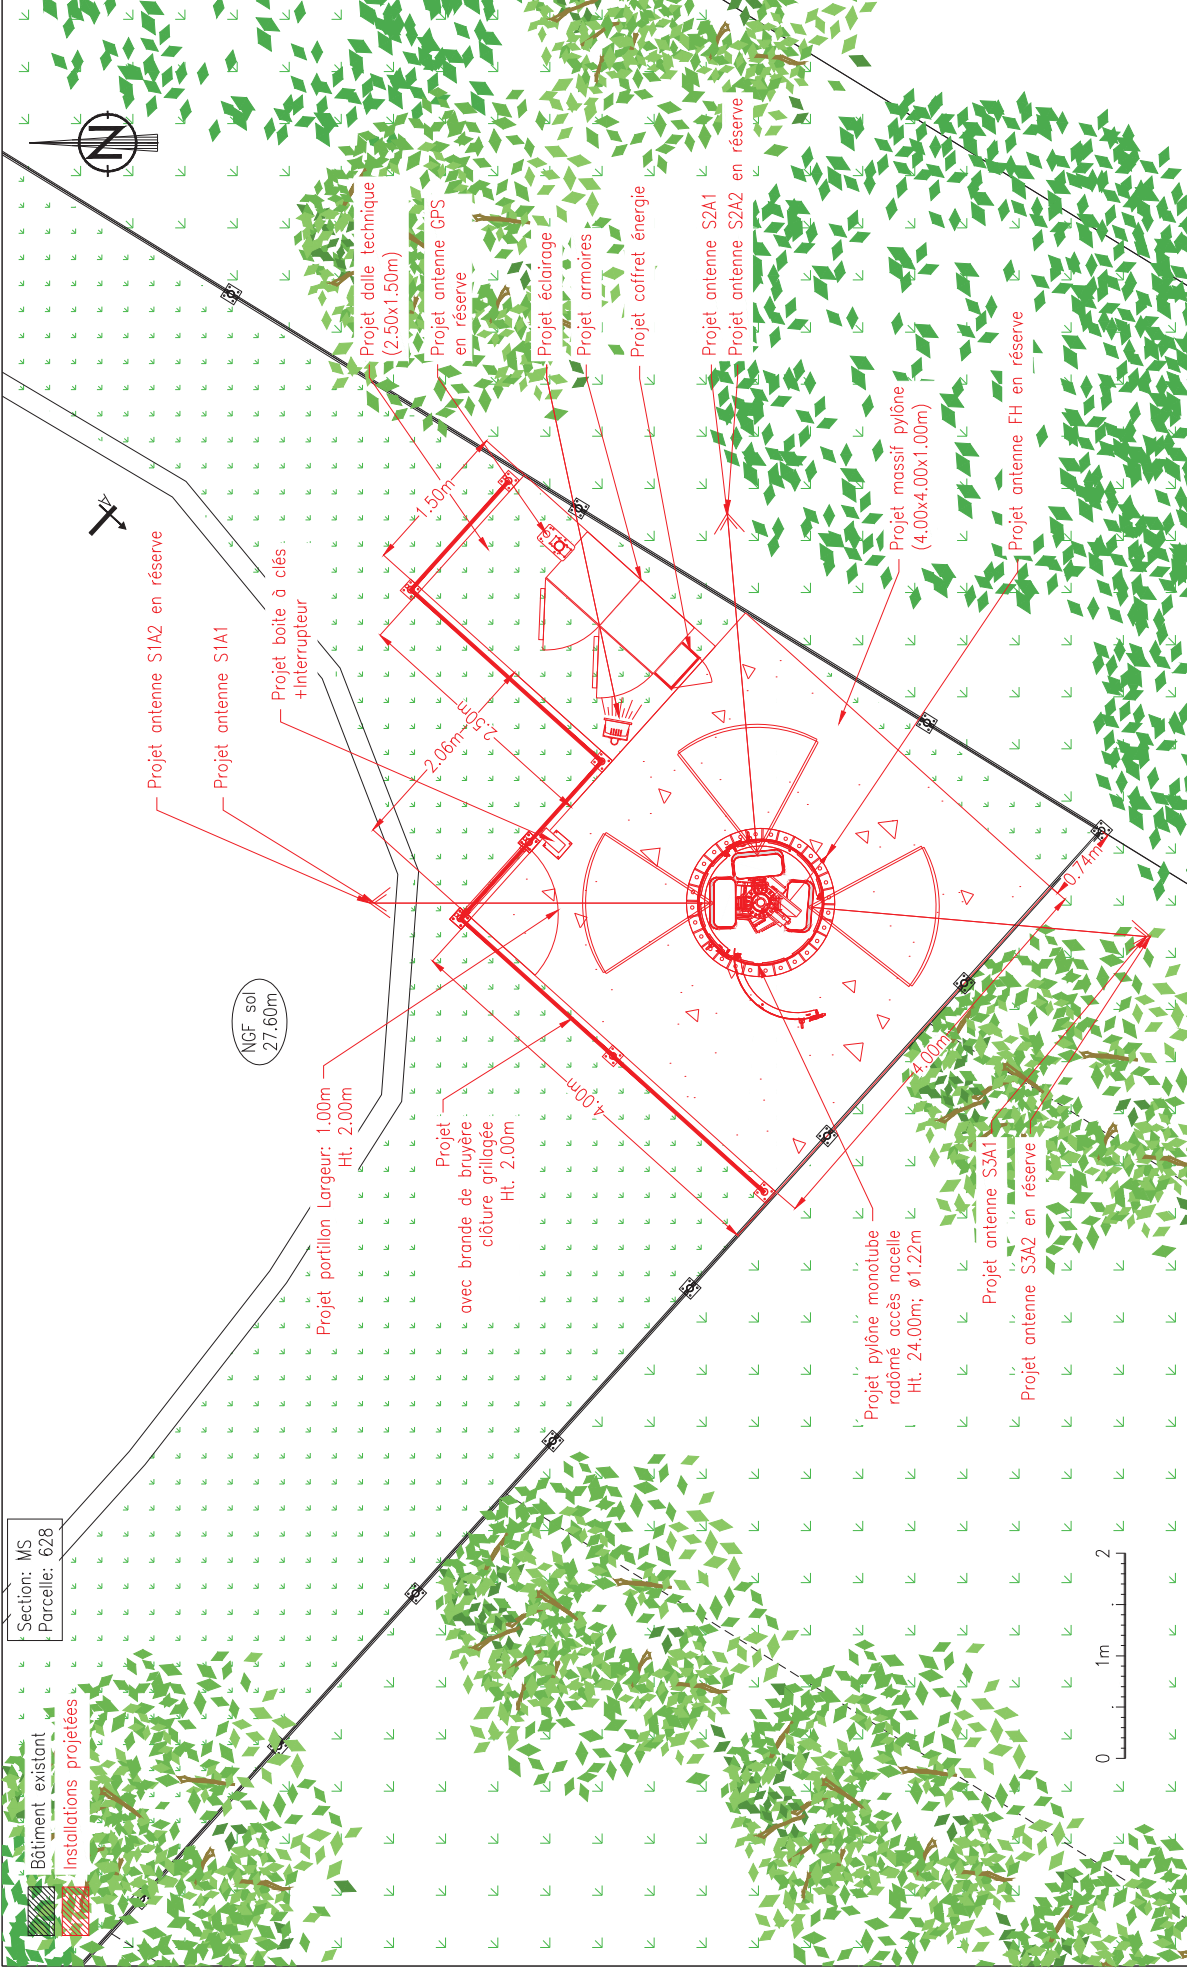 Section: MS
Parcelle: 628
Bâtiment existant
Installations projetées
N
A
NGF sol
27.60m
Projet antenne S1A2 en réserve
Projet antenne S1A1
Projet boite à clés
+Interrupteur
Projet portillon Largeur: 1.00m
Ht. 2.00m
Projet
avec brande de bruyère
clôture grillagée
Ht. 2.00m
Projet dalle technique
(2.50x1.50m)
Projet antenne GPS
en réserve
Projet éclairage
Projet armoires
Projet coffret énergie
Projet antenne S2A1
Projet antenne S2A2 en réserve
Projet massif pylône
(4.00x4.00x1.00m)
Projet antenne FH en réserve
1.50m
2.50m
2.06m
4.00m
4.00m
0.74m
Projet pylône monotube
radômé accès nacelle
Ht. 24.00m; ø1.22m
Projet antenne S3A1
Projet antenne S3A2 en réserve
0 1m 2